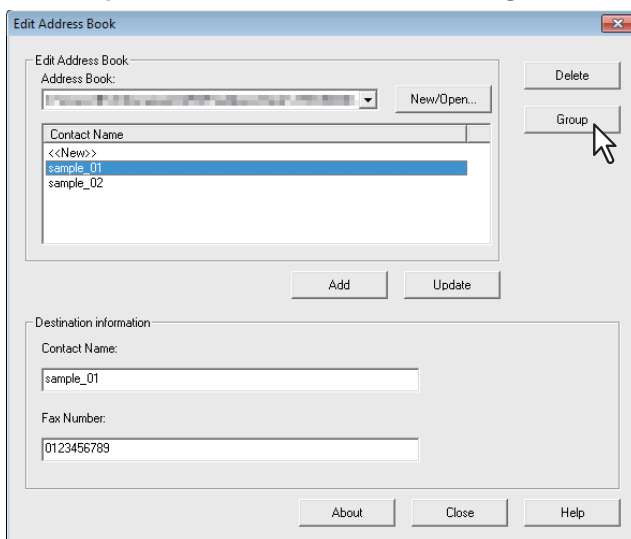 Edit Address Book
Edit Address Book
Address Book:
Delete
New/Open...
Group
Contact Name
<<New>>
sample_01
sample_02
Add Update
Destination information
Contact Name:
sample_01
Fax Number:
0123456789
About Close Help